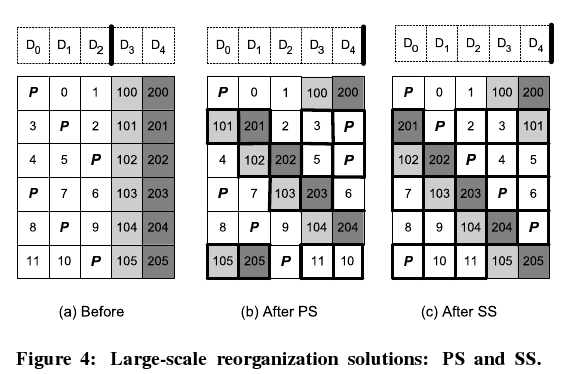 D0 D1 D2 D3 D4 D0 D1 D2 D3 D4 D0 D1 D2 D3 D4
P 0 1 100 200 P 0 1 100 200 P 0 1 100 200
3 P 2 101 201 101 201 2 3 P 201 P 2 3 101
4 5 P 102 202 4 102 202 5 P 102 202 P 4 5
P 7 6 103 203 P 7 103 203 6 7 103 203 P 6
8 P 9 104 204 8 P 9 104 204 8 9 104 204 P
11 10 P 105 205 105 205 P 11 10 P 10 11 105 205
(a) Before (b) After PS (c) After SS
Figure 4: Large-scale reorganization solutions: PS and SS.